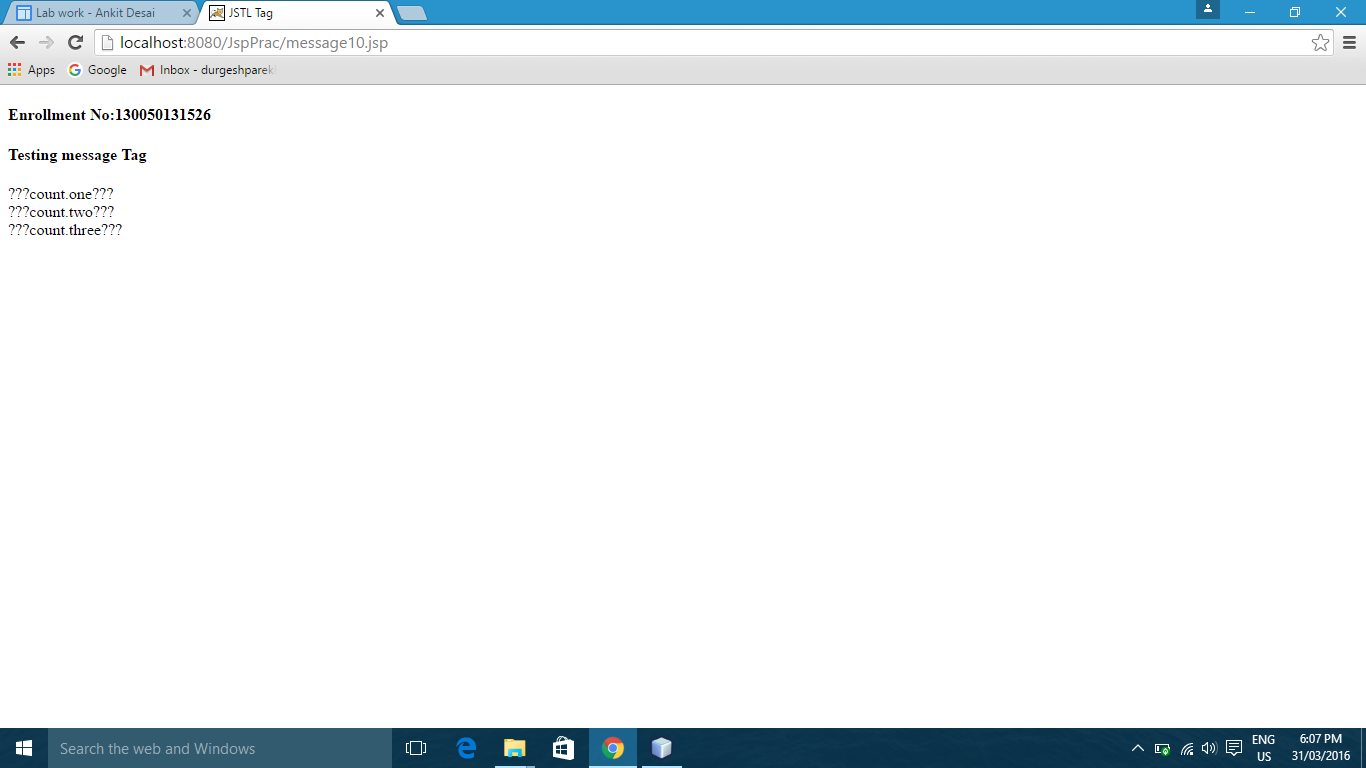 Lab work - Ankit Desai
JSTL Tag
localhost:8080/JspPrac/message10.jsp
Apps
Google
Inbox - durgeshparek
Enrollment No:130050131526
Testing message Tag
???count.one???
???count.two???
???count.three???
Search the web and Windows
ENG
US
6:07 PM
31/03/2016